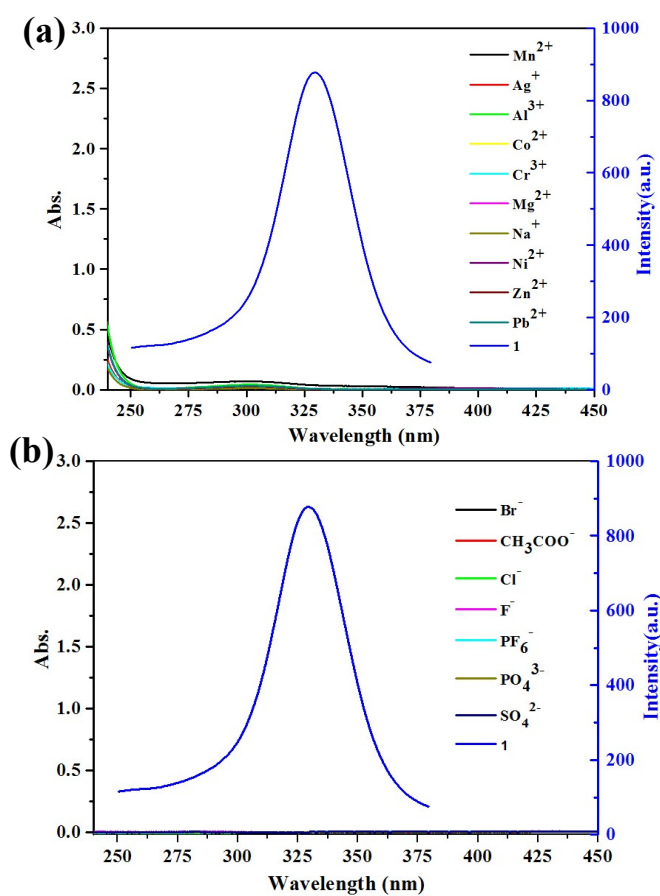 (a)
3.0
2.5
2.0
1.5
1.0
0.5
0.0
Abs.
1000
800
600
400
200
0
Intensity(a.u.)
Mn²⁺
Ag⁺
Al³⁺
Co²⁺
Cr³⁺
Mg²⁺
Na⁺
Ni²⁺
Zn²⁺
Pb²⁺
1
250 275 300 325 350 375 400 425 450
Wavelength (nm)
(b)
3.0
2.5
2.0
1.5
1.0
0.5
0.0
Abs.
1000
800
600
400
200
0
Intensity(a.u.)
Br⁻
CH₃COO⁻
Cl⁻
F⁻
PF₆⁻
PO₄³⁻
SO₄²⁻
1
250 275 300 325 350 375 400 425 450
Wavelength (nm)